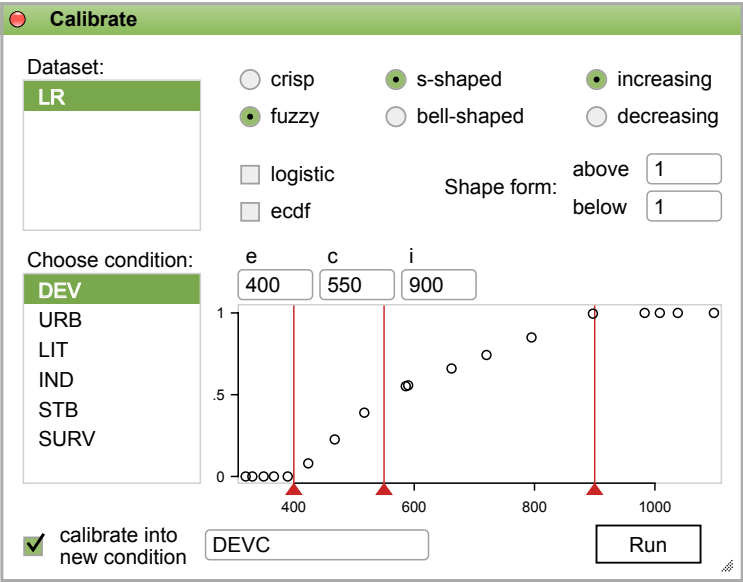 Calibrate
Dataset:
LR
crisp
s-shaped
increasing
fuzzy
bell-shaped
decreasing
logistic
ecdf
Shape form:
above 1
below 1
Choose condition:
DEV
URB
LIT
IND
STB
SURV
e c i
400 550 900
1
.5
0
400 600 800 1000
calibrate into
new condition
DEVC
Run